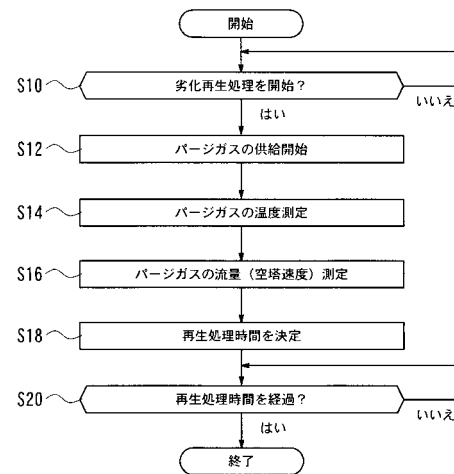 開始
S10 劣化再生処理を開始？
いいえ
はい
S12 パージガスの供給開始
S14 パージガスの温度測定
S16 パージガスの流量（空塔速度）測定
S18 再生処理時間を決定
S20 再生処理時間を経過？
いいえ
はい
終了